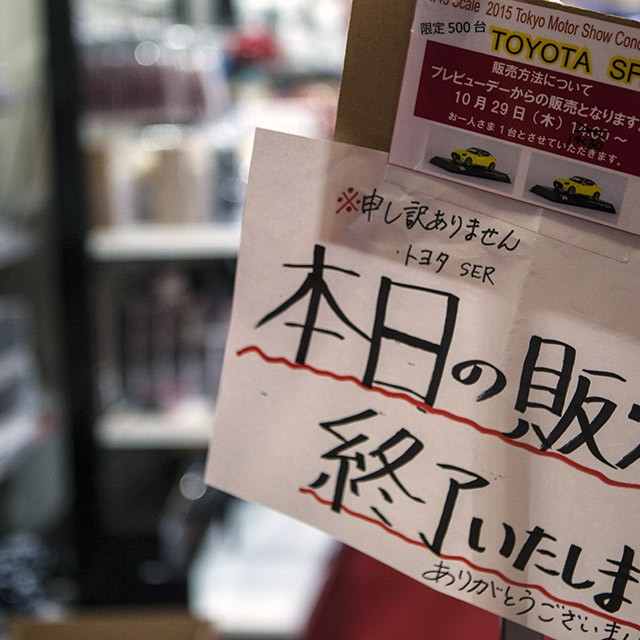 Scale 2015 Tokyo Motor Show Conc
限定500台
TOYOTA SF
販売方法について
プレビューデーからの販売となります
10月29日(木) ~
お一人さま1台とさせていただきます。
※申し訳ありません
・トヨタ SER
本日の販
終了いたしま
ありがとうございま